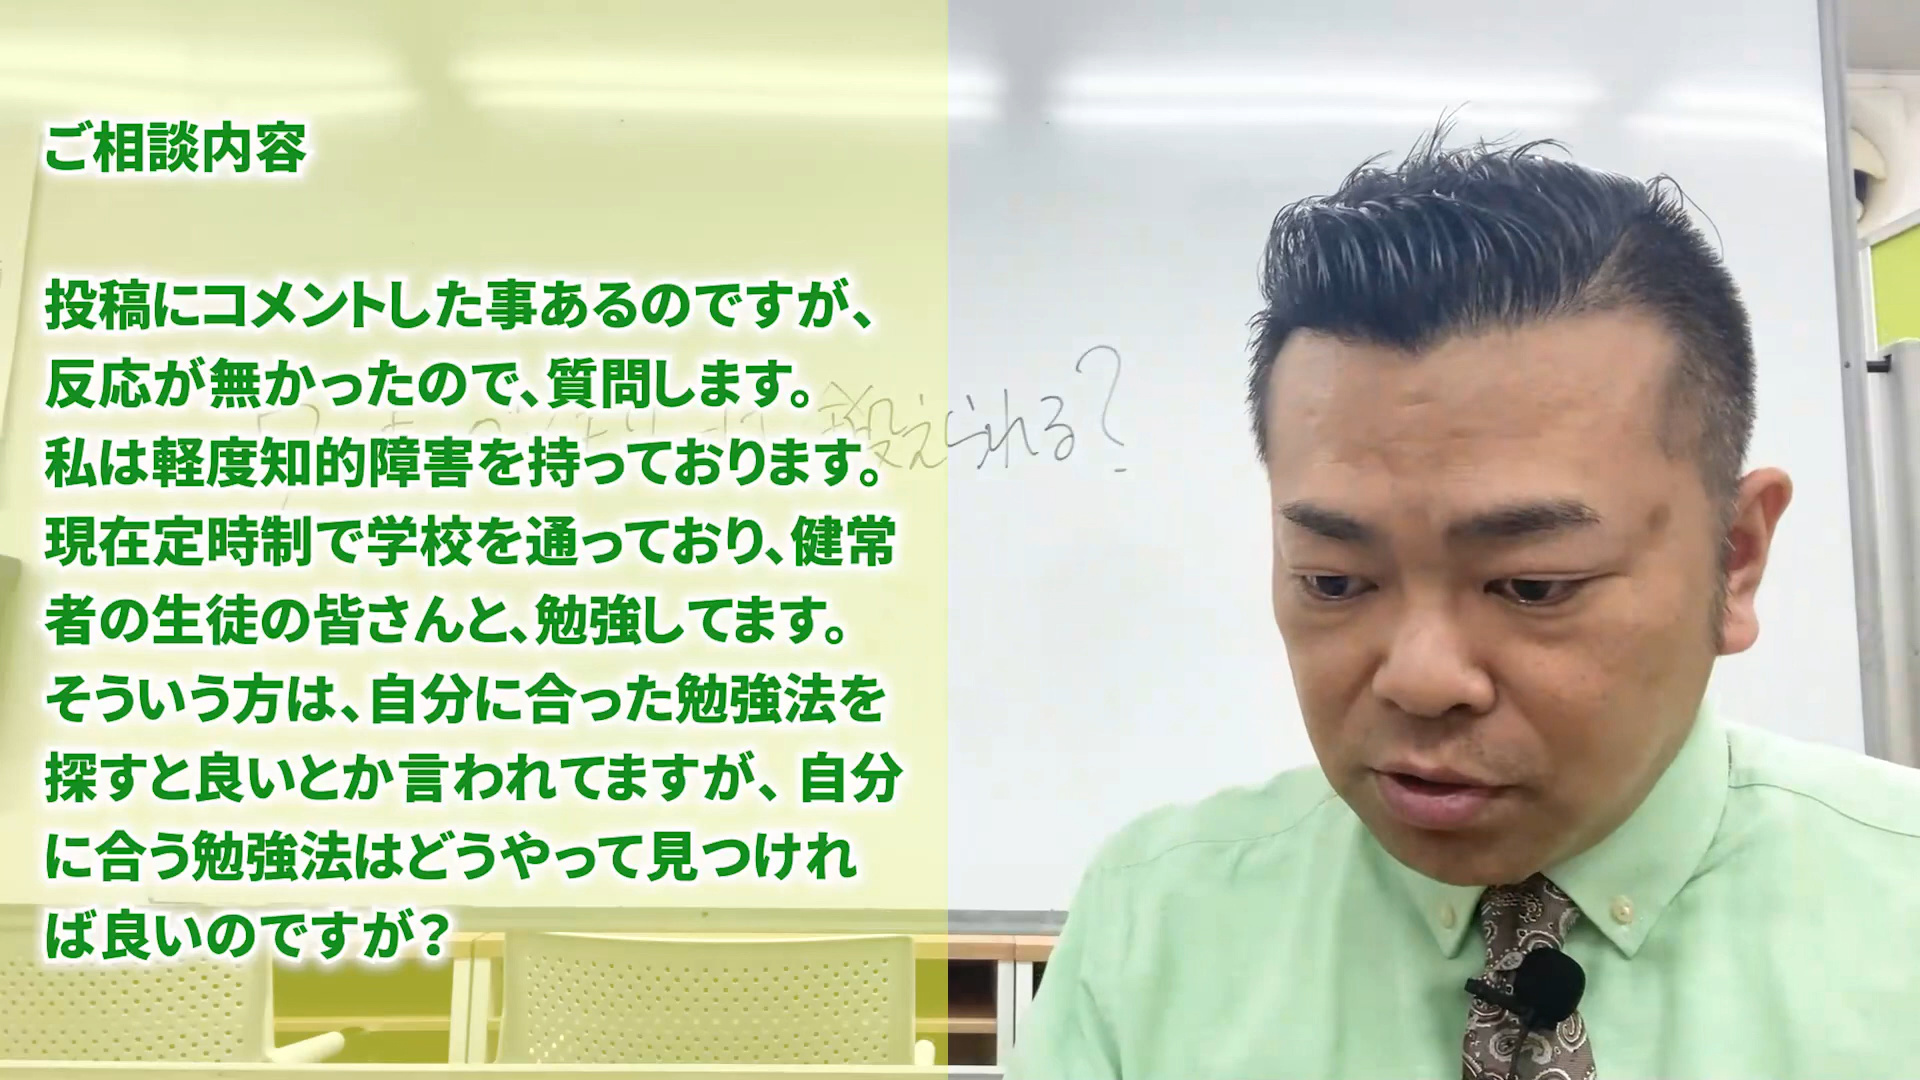 ご相談内容
投稿にコメントした事あるのですが、
反応が無かったので、質問します。
私は軽度知的障害を持っております。
現在定時制で学校を通っており、健常
者の生徒の皆さんと、勉強してます。
そういう方は、自分に合った勉強法を
探すと良いとか言われてますが、自分
に合う勉強法はどうやって見つけれ
ば良いのですが？
教えられる？